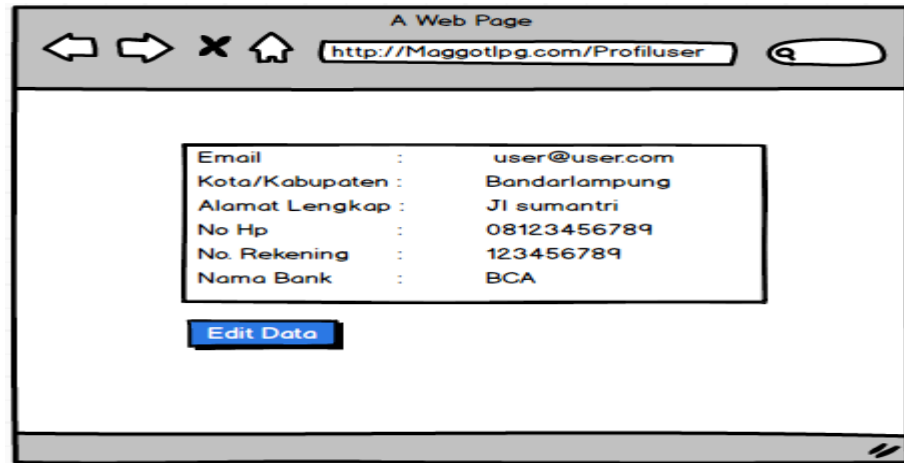 A Web Page
http://Maggotlpg.com/Profiluser
Email : user@user.com
Kota/Kabupaten : Bandarlampung
Alamat Lengkap : Jl sumantri
No Hp : 08123456789
No. Rekening : 123456789
Nama Bank : BCA
Edit Data